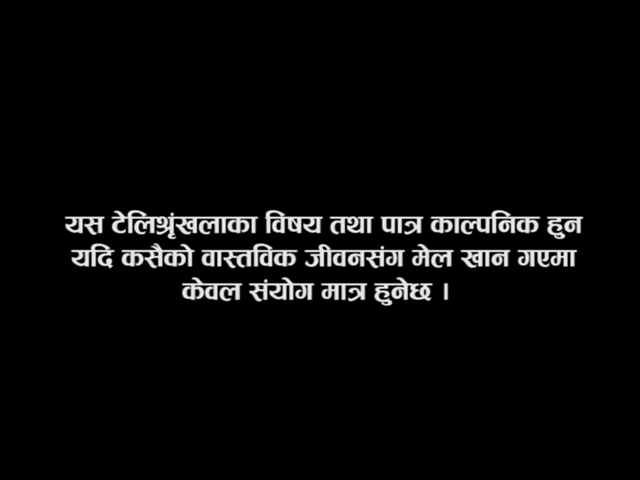 यस टेलिश्रृंखलाका विषय तथा पात्र काल्पनिक हुन
यदि कसैको वास्तविक जीवनसंग मेल खान गएमा
केवल संयोग मात्र हुनेछ ।